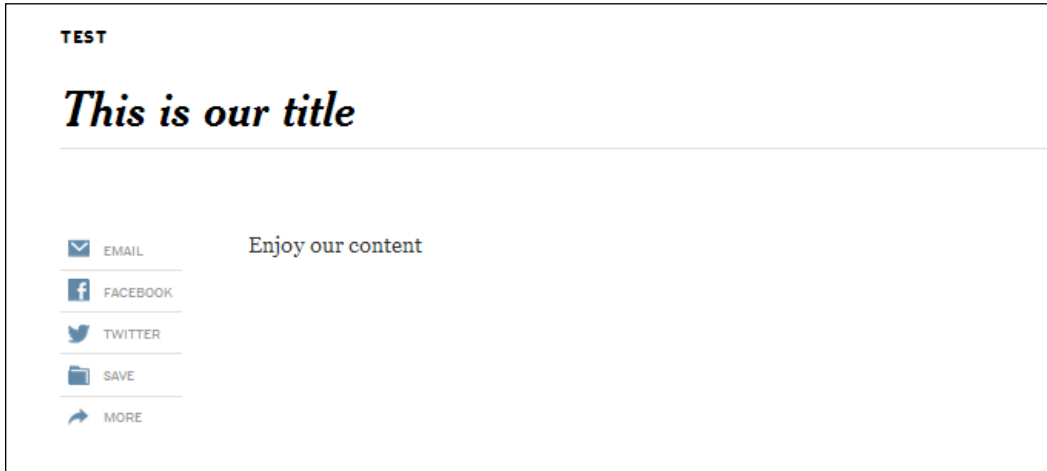 TEST
This is our title
EMAIL
Enjoy our content
FACEBOOK
TWITTER
SAVE
MORE